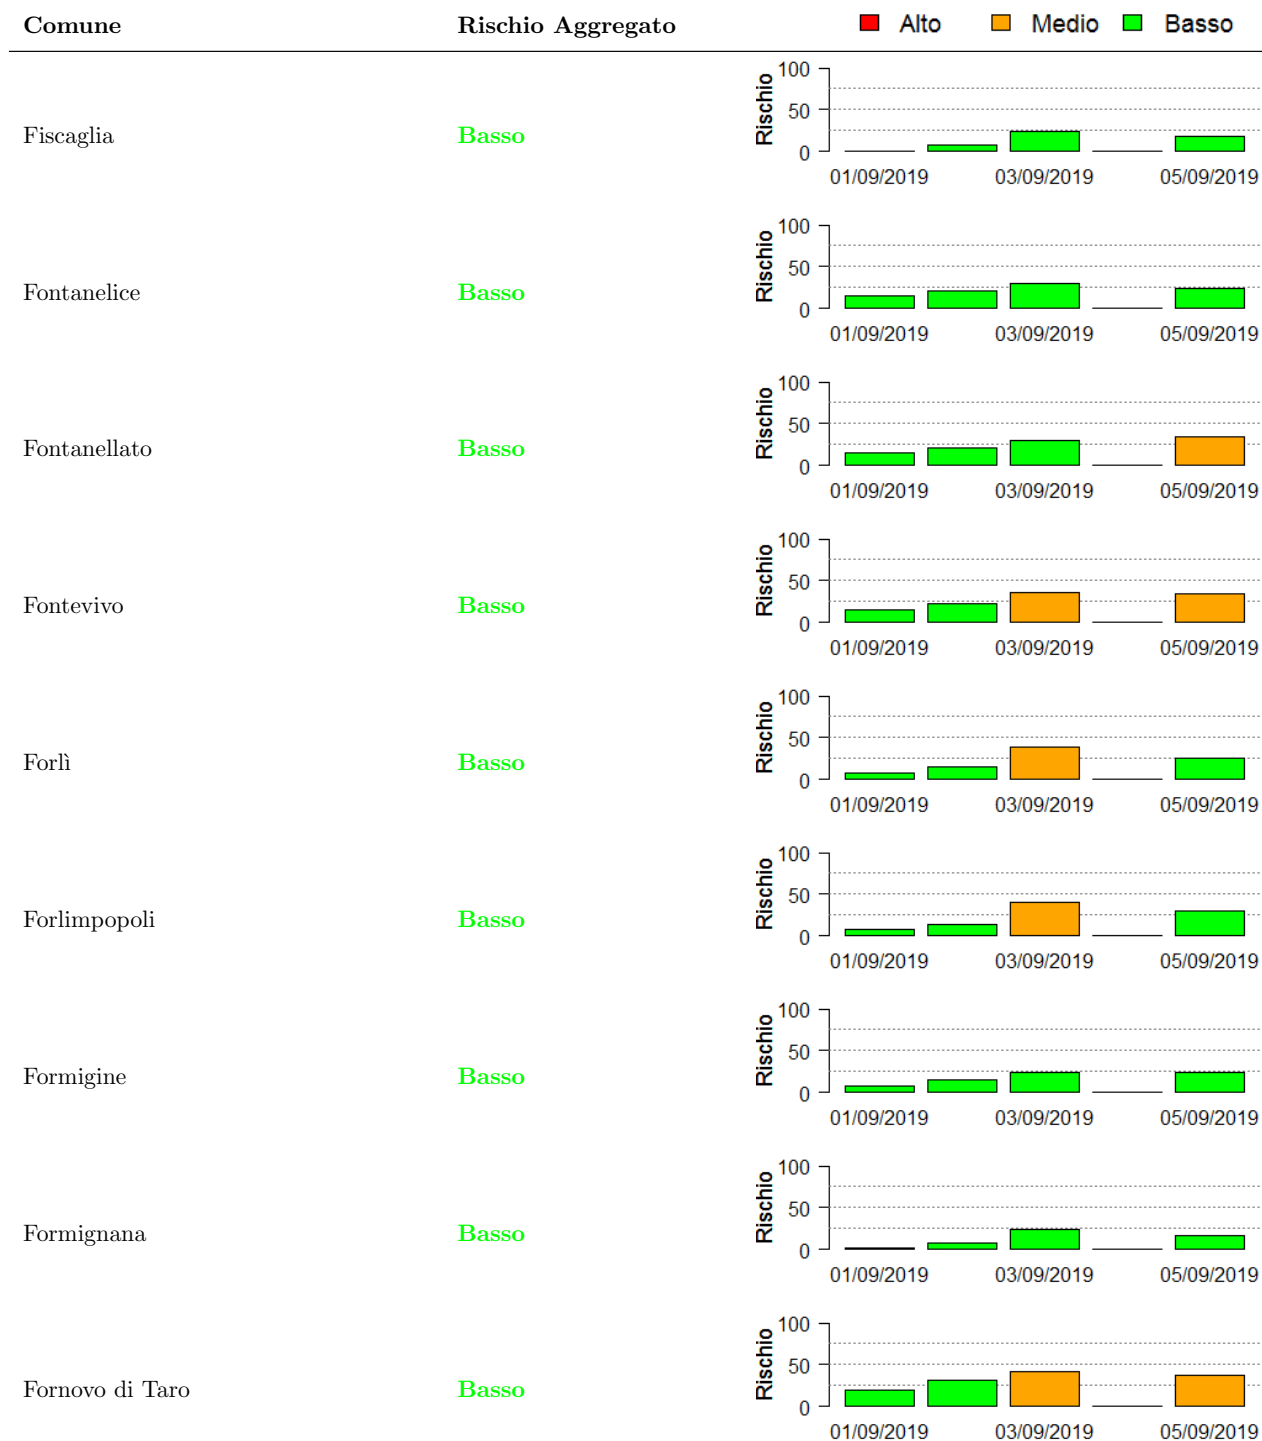 Comune Rischio Aggregato Alto Medio Basso
Fiscaglia Basso Rischio 100 50 0
01/09/2019 03/09/2019 05/09/2019
Fontanelice Basso Rischio 100 50 0
01/09/2019 03/09/2019 05/09/2019
Fontanellato Basso Rischio 100 50 0
01/09/2019 03/09/2019 05/09/2019
Fontevivo Basso Rischio 100 50 0
01/09/2019 03/09/2019 05/09/2019
Forlì Basso Rischio 100 50 0
01/09/2019 03/09/2019 05/09/2019
Forlimpopoli Basso Rischio 100 50 0
01/09/2019 03/09/2019 05/09/2019
Formigine Basso Rischio 100 50 0
01/09/2019 03/09/2019 05/09/2019
Formignana Basso Rischio 100 50 0
01/09/2019 03/09/2019 05/09/2019
Fornovo di Taro Basso Rischio 100 50 0
01/09/2019 03/09/2019 05/09/2019